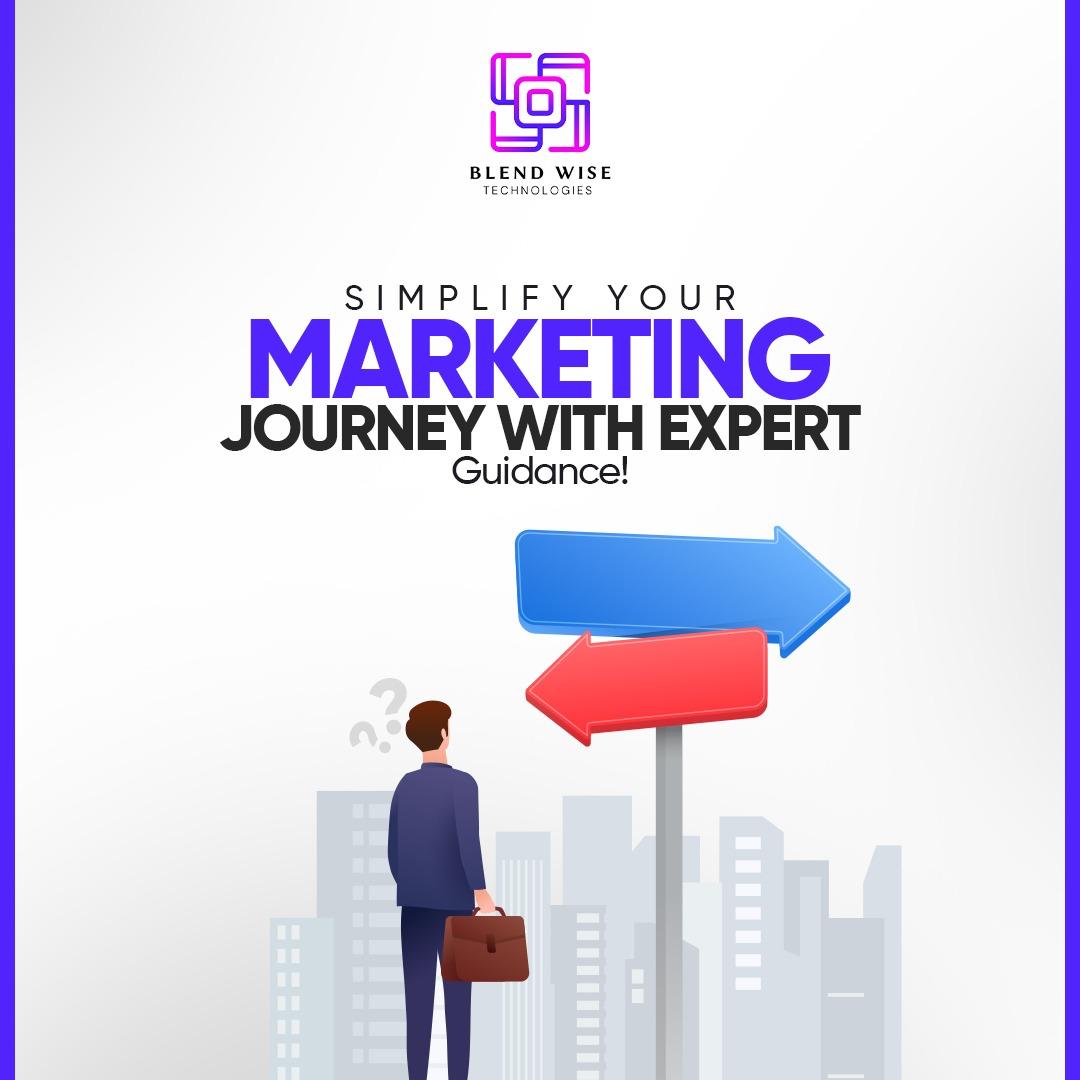 BLEND WISE
TECHNOLOGIES
SIMPLIFY YOUR
MARKETING
JOURNEY WITH EXPERT
Guidance!
? ?